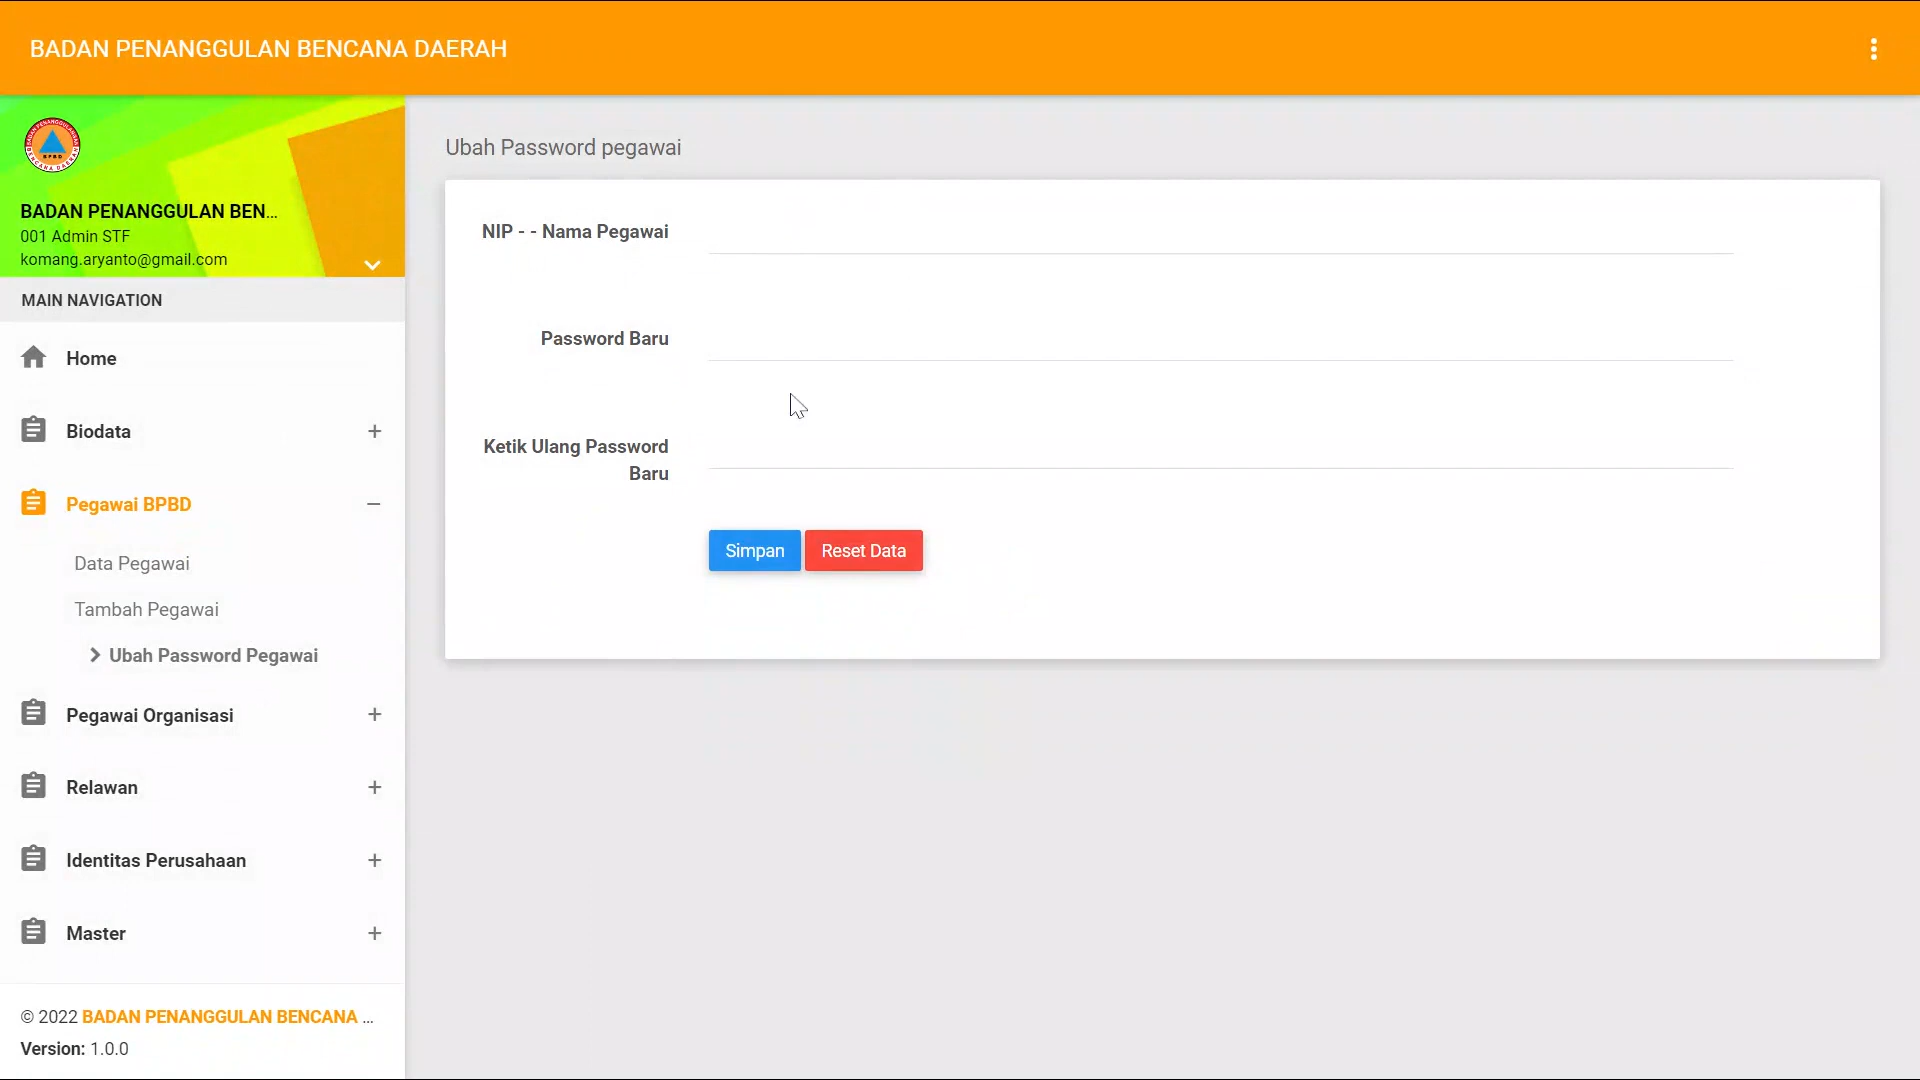 BADAN PENANGGULAN BENCANA DAERAH
BPBD
BADAN PENANGGULAN BEN...
001 Admin STF
komang.aryanto@gmail.com
MAIN NAVIGATION
Home
Biodata
Pegawai BPBD
Data Pegawai
Tambah Pegawai
Ubah Password Pegawai
Pegawai Organisasi
Relawan
Identitas Perusahaan
Master
© 2022 BADAN PENANGGULAN BENCANA ...
Version: 1.0.0
Ubah Password pegawai
NIP - - Nama Pegawai
Password Baru
Ketik Ulang Password
Baru
Simpan
Reset Data